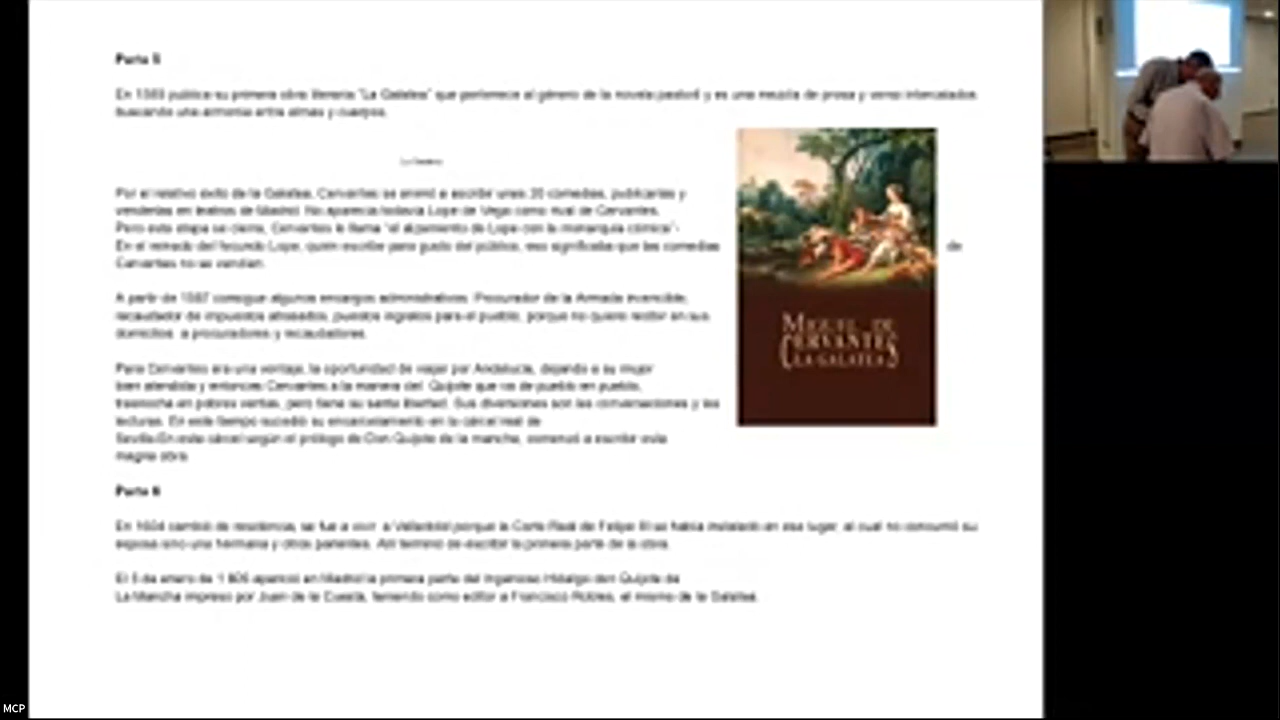 Parte 5
En 1585 publica su primera obra literaria "La Galatea" que pertenece al género de la novela pastoril y es una mezcla de prosa y verso intercalados
buscando una armonía entre almas y cuerpos.
La Galatea
Por el relativo éxito de la Galatea, Cervantes se animó a escribir unas 20 comedias, publicarlas y
venderlas en teatros de Madrid. No aparecía todavía Lope de Vega como rival de Cervantes.
Pero esta etapa se cierra, Cervantes le llama "el alzamiento de Lope con la monarquía cómica"-
En el reinado del fecundo Lope, quien escribe para gusto del público, eso significaba que las comedias de
Cervantes no se vendían.
A partir de 1587 consigue algunos encargos administrativos: Procurador de la Armada invencible,
recaudador de impuestos atrasados, puestos ingratos para el pueblo, porque no quiere recibir en sus
domicilios a procuradores y recaudadores.
Para Cervantes era una ventaja, la oportunidad de viajar por Andalucía, dejando a su mujer
bien atendida y entonces Cervantes a la manera del Quijote que va de pueblo en pueblo,
trasnocha en pobres ventas, pero tiene su santa libertad. Sus diversiones son las conversaciones y las
lecturas. En este tiempo sucedió su encarcelamiento en la cárcel real de
Sevilla.En esta cárcel según el prólogo de Don Quijote de la mancha, comenzó a escribir esta
magna obra.
MIGUEL DE
CERVANTES
LA GALATEA
Parte 6
En 1604 cambió de residencia, se fue a vivir a Valladolid porque la Corte Real de Felipe III se había instalado en ese lugar, al cual no su
esposa sino una hermana y otros parientes. Allí terminó de escribir la primera parte de la obra.
El 5 de enero de 1605 apareció en Madrid la primera parte del Ingenioso Hidalgo don Quijote de
La Mancha impreso por Juan de la Cuesta, teniendo como editor a Francisco Robles, el mismo de la Galatea.
MCP